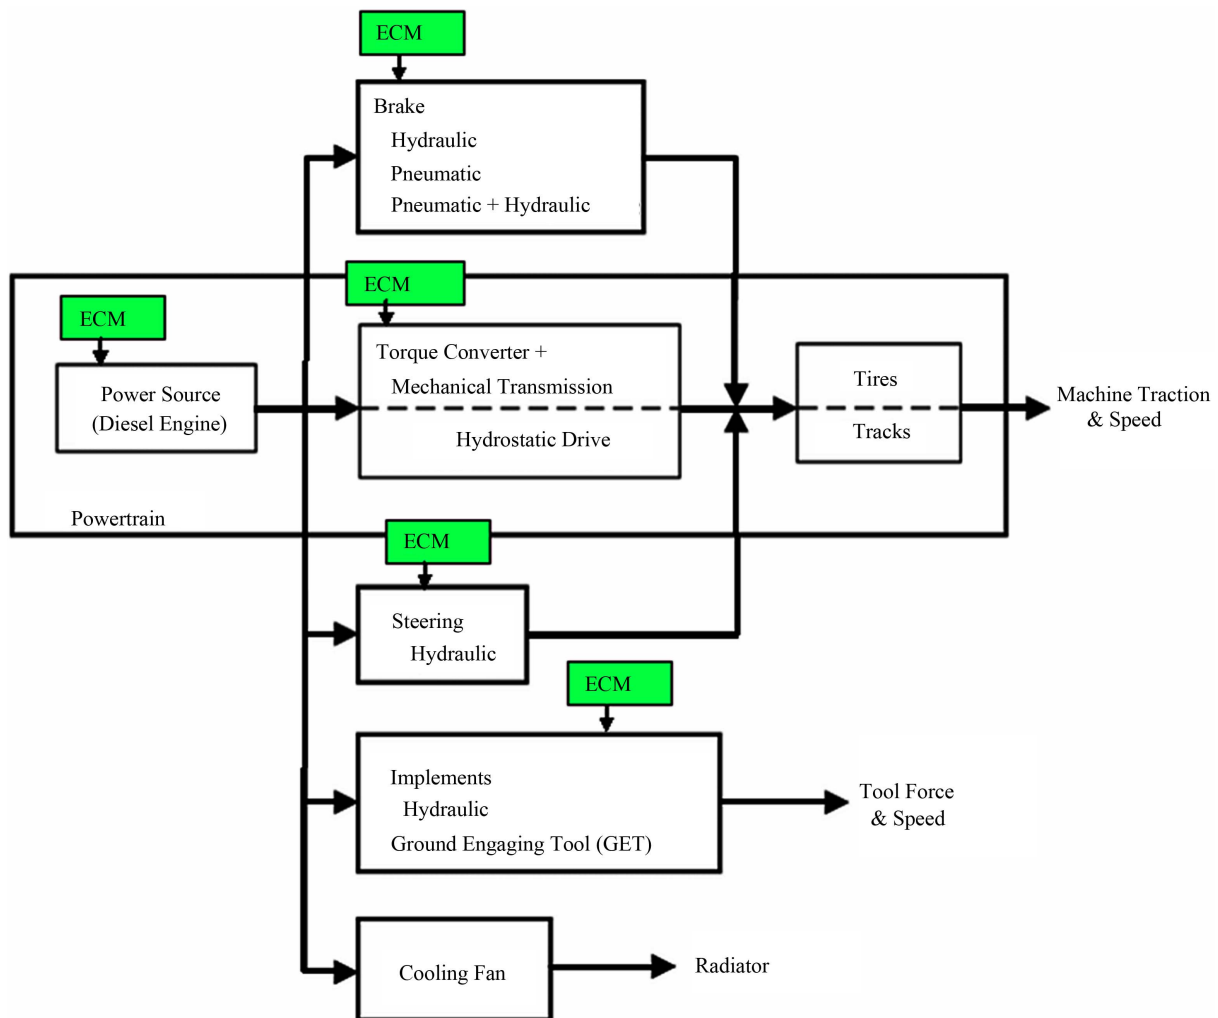 ECM
Brake
Hydraulic
Pneumatic
Pneumatic + Hydraulic
ECM
ECM
Torque Converter +
Mechanical Transmission
Hydrostatic Drive
Power Source
(Diesel Engine)
Tires
Tracks
Machine Traction
& Speed
Powertrain
ECM
Steering
Hydraulic
ECM
Implements
Hydraulic
Ground Engaging Tool (GET)
Tool Force
& Speed
Cooling Fan
Radiator